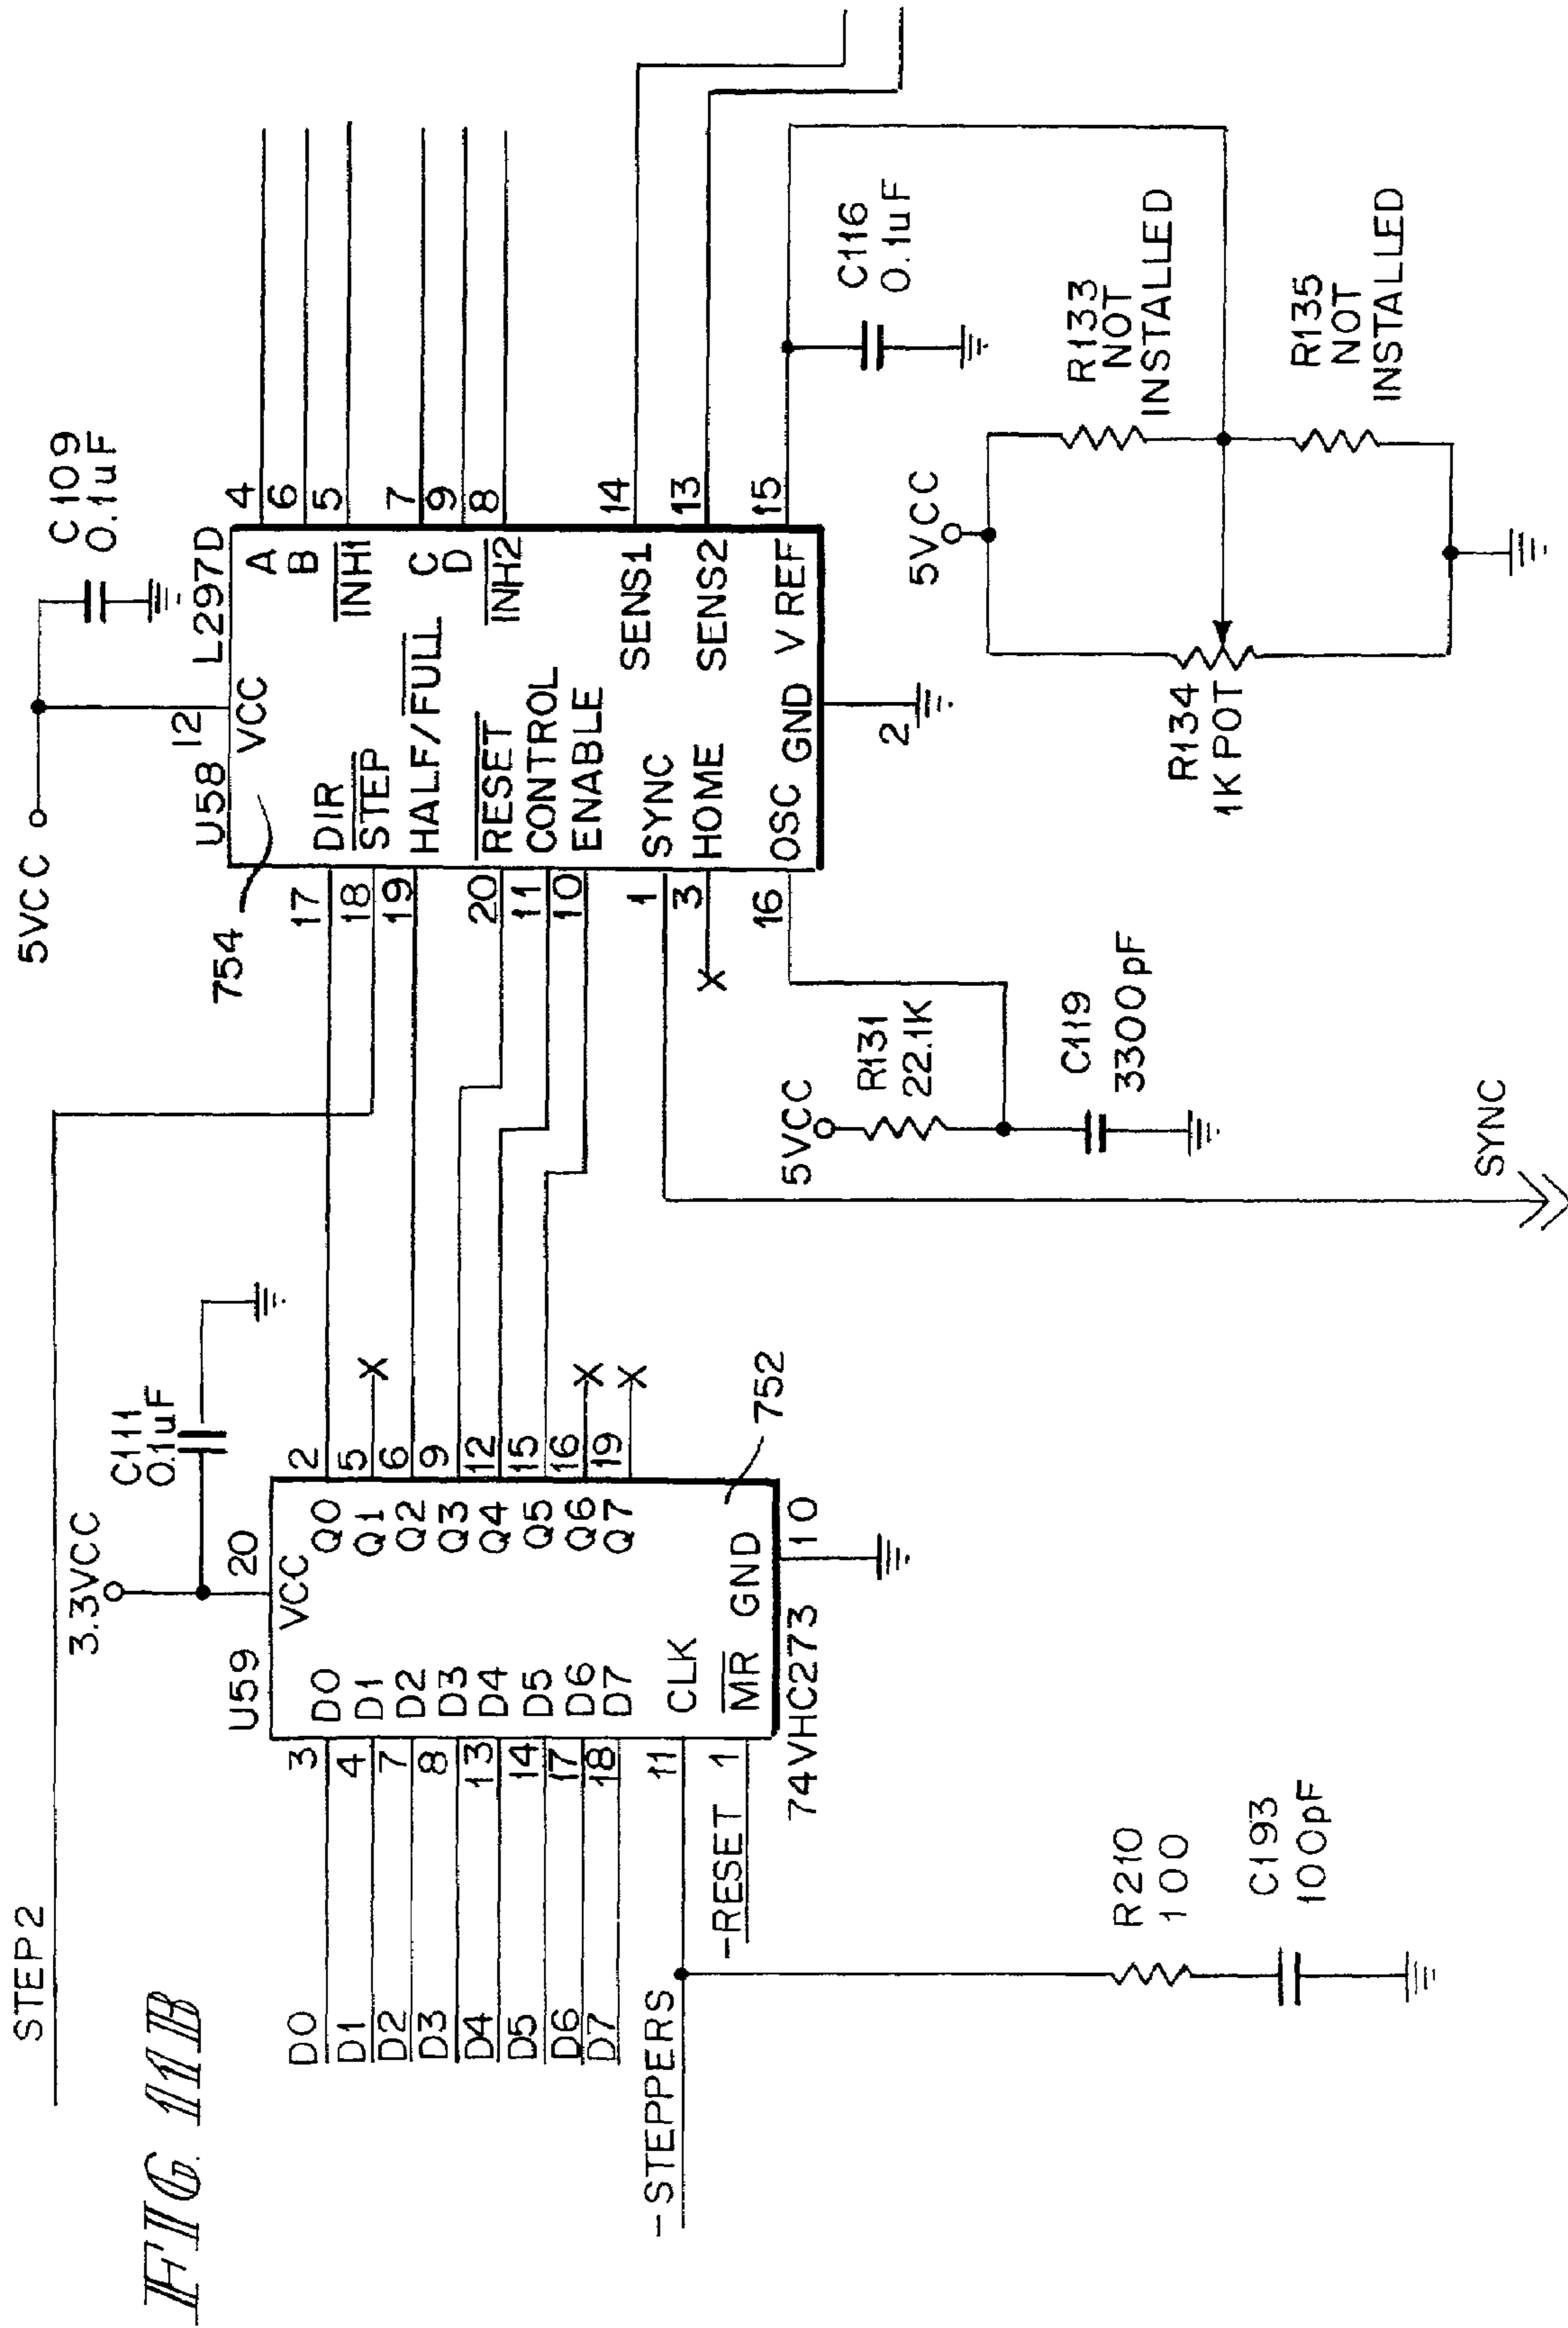 FIG. 11B
STEP2
3.3VCC
C111
0.1uF
U59
20
VCC
D0
D1
D2
D3
D4
D5
D6
D7
3
4
7
8
13
14
17
18
D0
D1
D2
D3
D4
D5
D6
D7
Q0
Q1
Q2
Q3
Q4
Q5
Q6
Q7
2
5
6
9
12
15
16
19
X
X
X
-STEPPERS
11
CLK
-RESET
1
MR
GND
10
74VHC273
752
R210
100
C193
100pF
5VCC
C109
0.1uF
754
U58
12
L297D
VCC
17
18
19
20
11
10
1
3
16
DIR
STEP
HALF/FULL
RESET
CONTROL
ENABLE
SYNC
HOME
OSC
GND
2
A
B
INH1
C
D
INH2
SENS1
SENS2
V REF
4
6
5
7
9
8
14
13
15
X
C116
0.1uF
5VCC
R131
22.1K
C119
3300pF
SYNC
5VCC
R134
1K POT
R133
NOT
INSTALLED
R135
NOT
INSTALLED